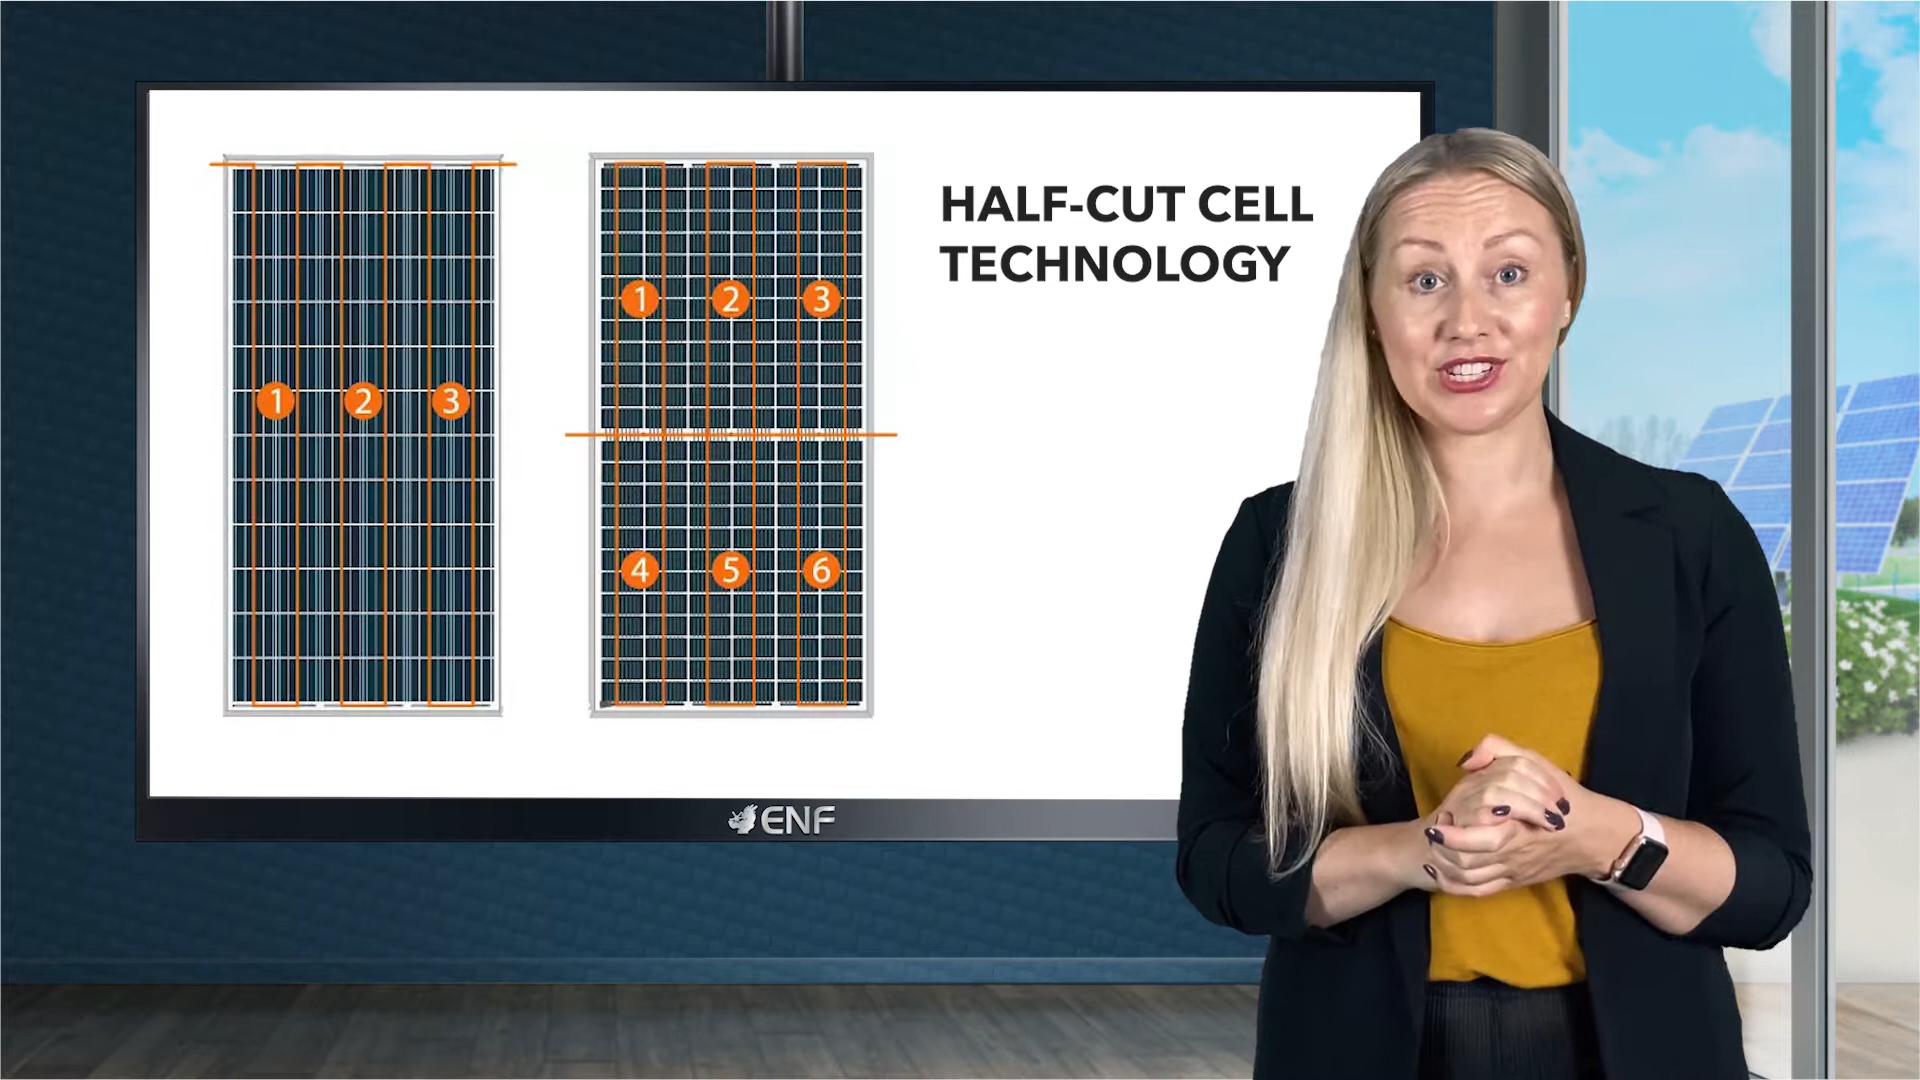 HALF-CUT CELL
TECHNOLOGY
1 2 3
1 2 3
4 5 6
ENF